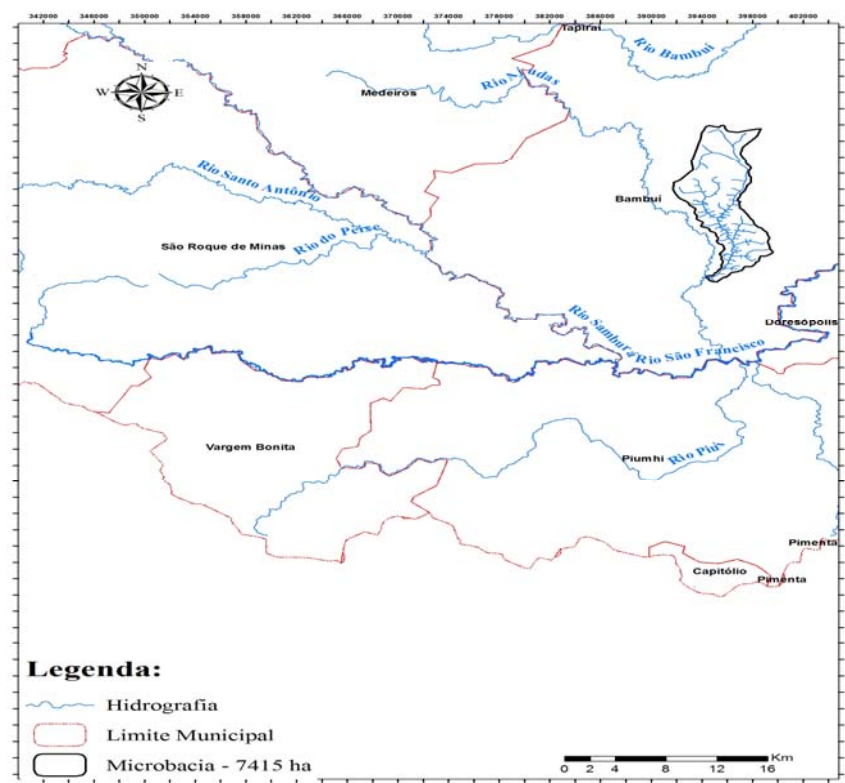 342000 346000 350000 354000 358000 362000 366000 370000 374000 378000 382000 386000 390000 394000 398000 402000
Tapiraí
Rio Bambuí
Rio Ajudas
Medeiros
N
W E
S
Rio Santo Antônio
Bambuí
São Roque de Minas
Rio do Peixe
Rio Samburá
Doresópolis
Rio São Francisco
Vargem Bonita
Piumhi
Rio Piui
Pimenta
Capitólio
Pimenta
Legenda:
Hidrografia
Limite Municipal
Microbacia - 7415 ha
Km
0 2 4 8 12 16